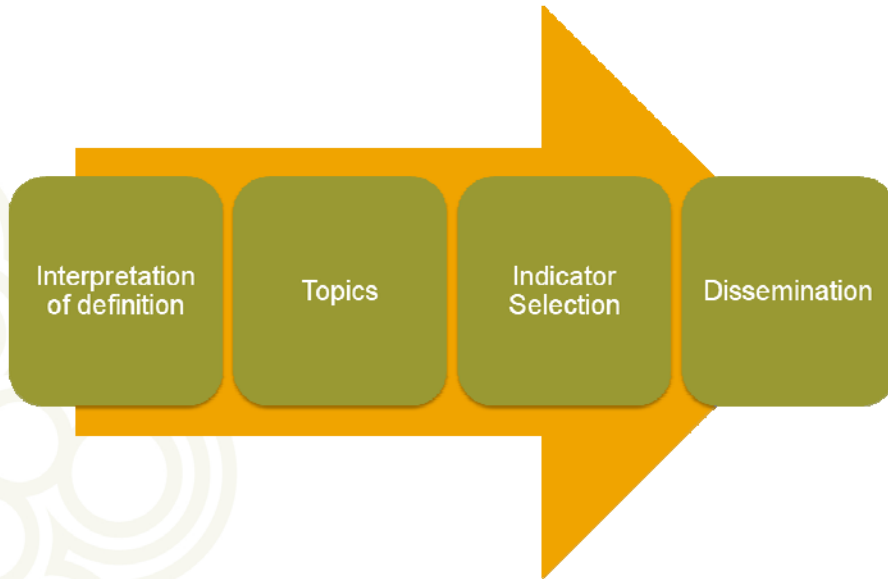 Interpretation
of definition
Topics
Indicator
Selection
Dissemination